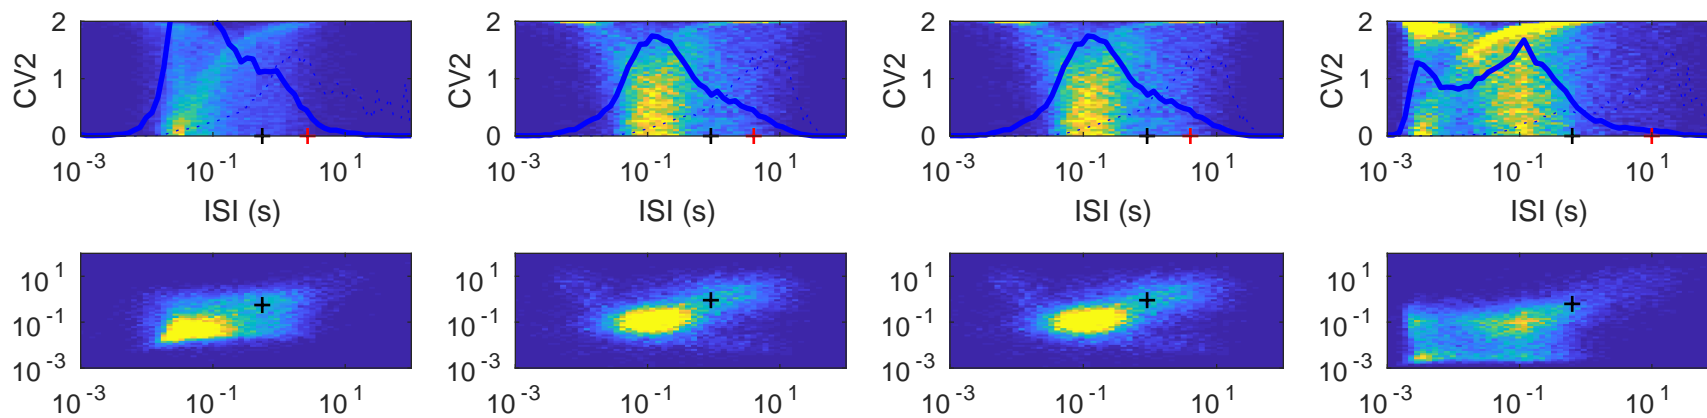 2 2 2 2
CV2 CV2 CV2 CV2
1 1 1 1
0 0 0 0
10^-3 10^-1 10^1 10^-3 10^-1 10^1 10^-3 10^-1 10^1 10^-3 10^-1 10^1
ISI (s) ISI (s) ISI (s) ISI (s)
10^1 10^1 10^1 10^1
10^-1 10^-1 10^-1 10^-1
10^-3 10^-3 10^-3 10^-3
10^-3 10^-1 10^1 10^-3 10^-1 10^1 10^-3 10^-1 10^1 10^-3 10^-1 10^1